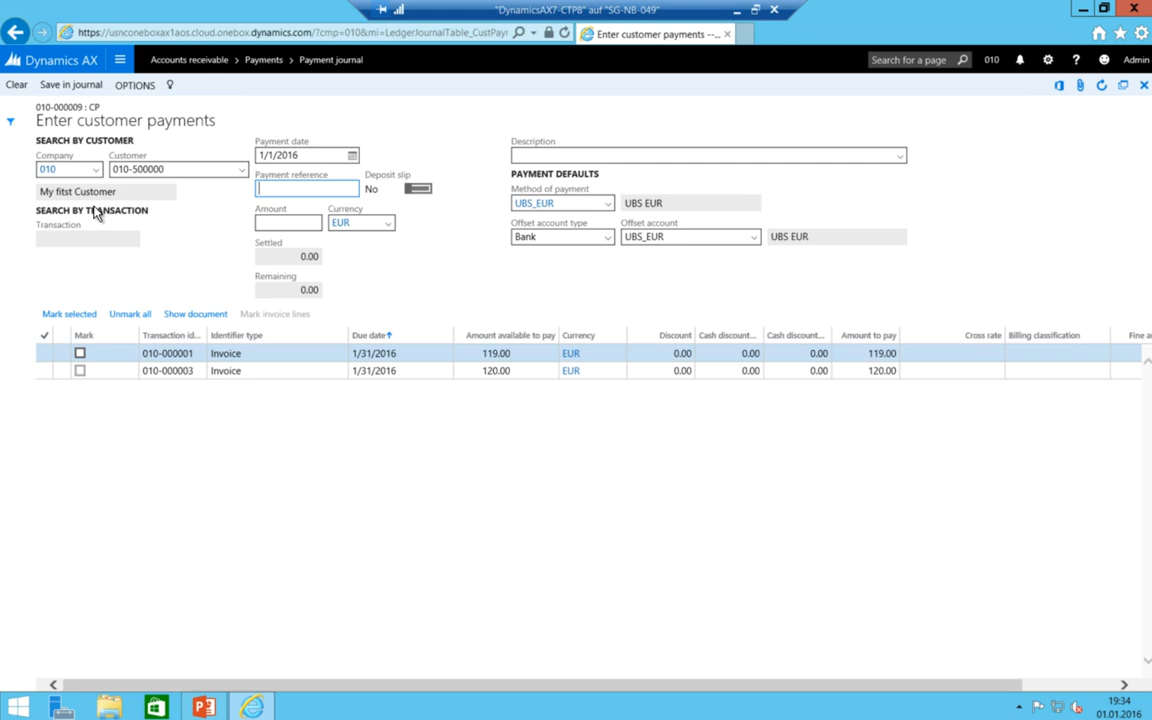 "DynamicsAX7-CTP8" auf "SG-NB-049"
https://usnconeboxax1aos.cloud.onebox.dynamics.com/?cmp=010&mi=LedgerJournalTable_CustPayı
Enter customer payments --...
Dynamics AX
Accounts receivable > Payments > Payment journal
Search for a page
010
Admin
Clear
Save in journal
OPTIONS
010-000009 : CP
Enter customer payments
SEARCH BY CUSTOMER
Company
Customer
010
010-500000
My first Customer
SEARCH BY TRANSACTION
Transaction
Payment date
1/1/2016
Payment reference
Deposit slip
No
Amount
Currency
EUR
Settled
0.00
Remaining
0.00
Description
PAYMENT DEFAULTS
Method of payment
UBS_EUR
UBS EUR
Offset account type
Offset account
Bank
UBS_EUR
UBS EUR
Mark selected
Unmark all
Show document
Mark invoice lines
Mark Transaction id... Identifier type Due date Amount available to pay Currency Discount Cash discount... Cash discount... Amount to pay Cross rate Billing classification Fine a
010-000001 Invoice 1/31/2016 119.00 EUR 0.00 0.00 0.00 119.00
010-000003 Invoice 1/31/2016 120.00 EUR 0.00 0.00 0.00 120.00
19:34
01.01.2016